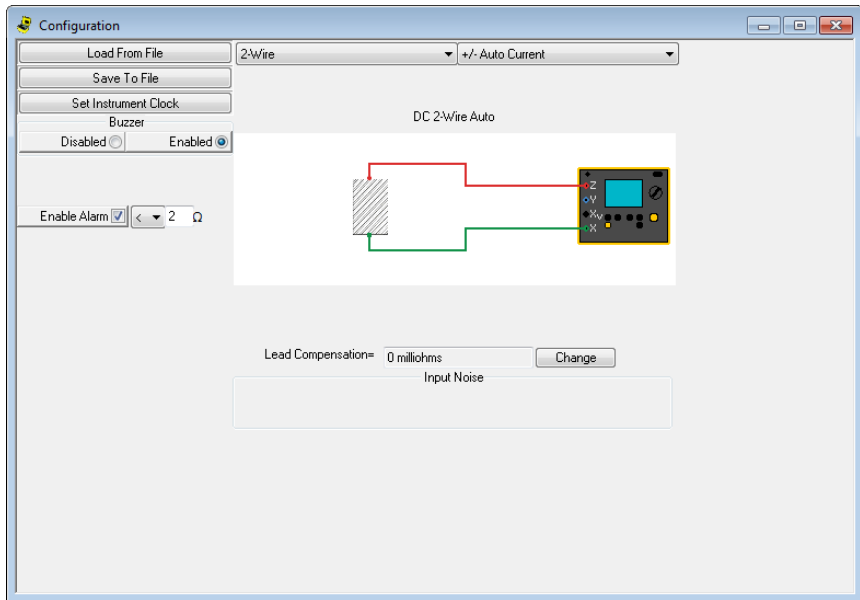 Configuration
Load From File
2-Wire
+/- Auto Current
Save To File
Set Instrument Clock
Buzzer
Disabled
Enabled
DC 2-Wire Auto
Enable Alarm
<
2
Ω
Z
Y
Xv
X
Lead Compensation=
0 milliohms
Change
Input Noise